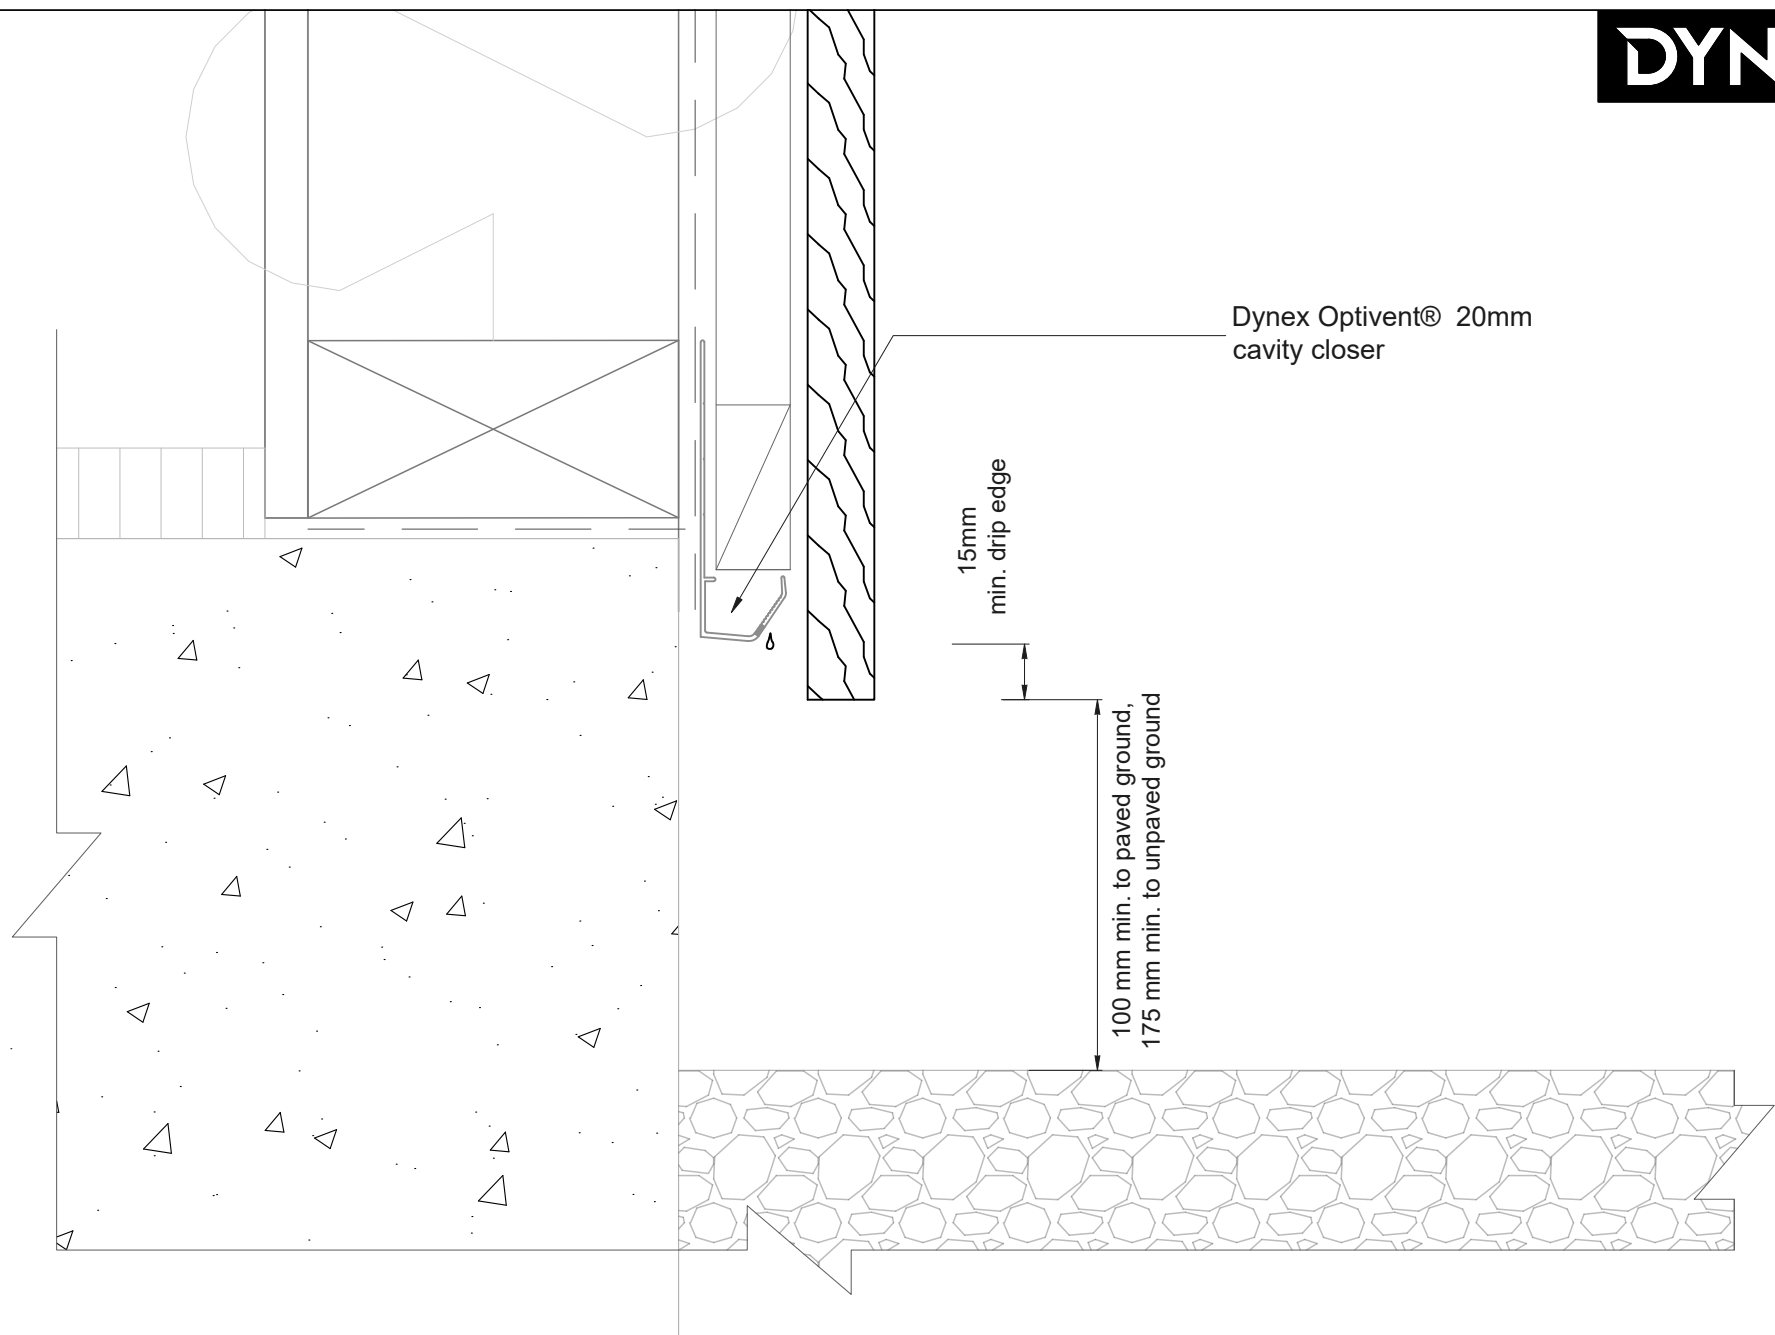 DYN
Dynex Optivent® 20mm
cavity closer
15mm
min. drip edge
100 mm min. to paved ground,
175 mm min. to unpaved ground